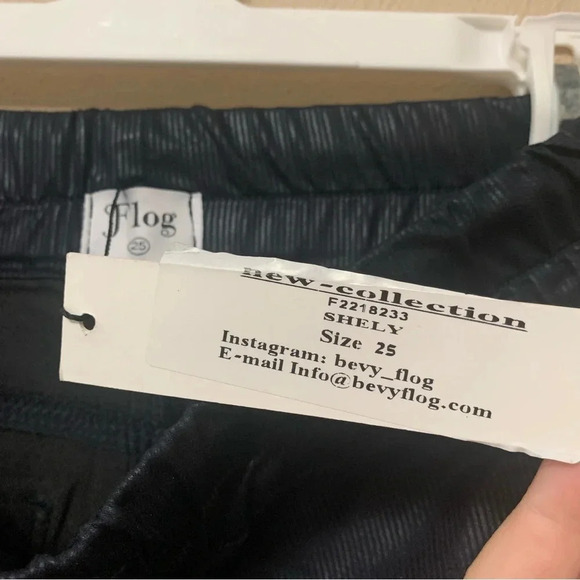 Flog
25
new-collection
F2218233
SHELY
Size 25
Instagram: bevy_flog
E-mail Info@bevyflog.com